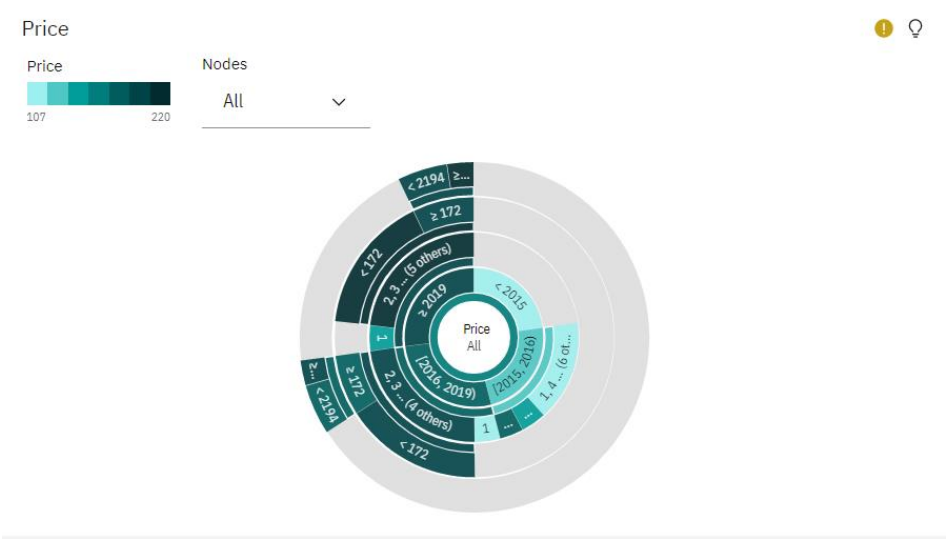 Price
Price
107
220
Nodes
All
< 2194
≥...
≥ 172
< 172
2, 3 ... (5 others)
≥ 2019
< 2015
Price
All
1
[2016, 2019)
[2015, 2016)
1, 4 ... (6 ot...
2, 3 ... (4 others)
≥ 172
≥...
< 2194
1
...
...
< 172